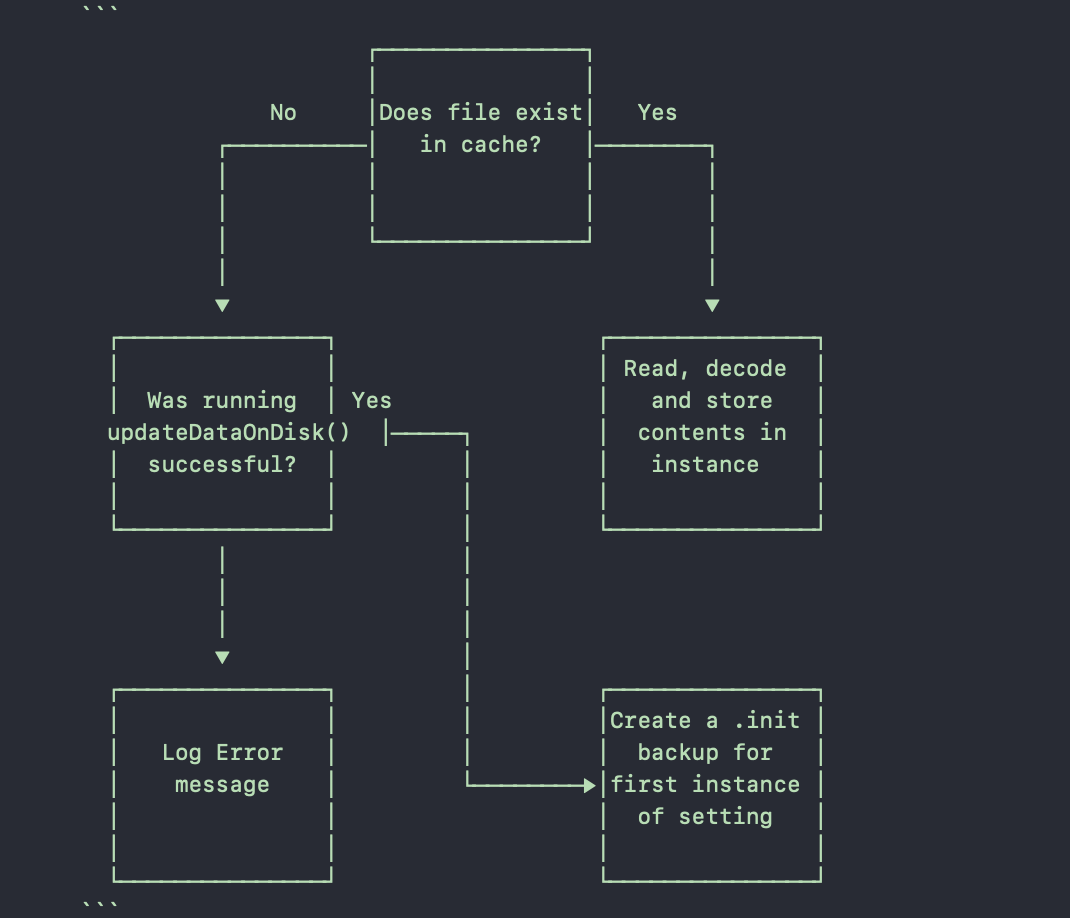 ```
No
Does file exist
in cache?
Yes
Was running
updateDataOnDisk()
successful?
Yes
Read, decode
and store
contents in
instance
Log Error
message
Create a .init
backup for
first instance
of setting
```